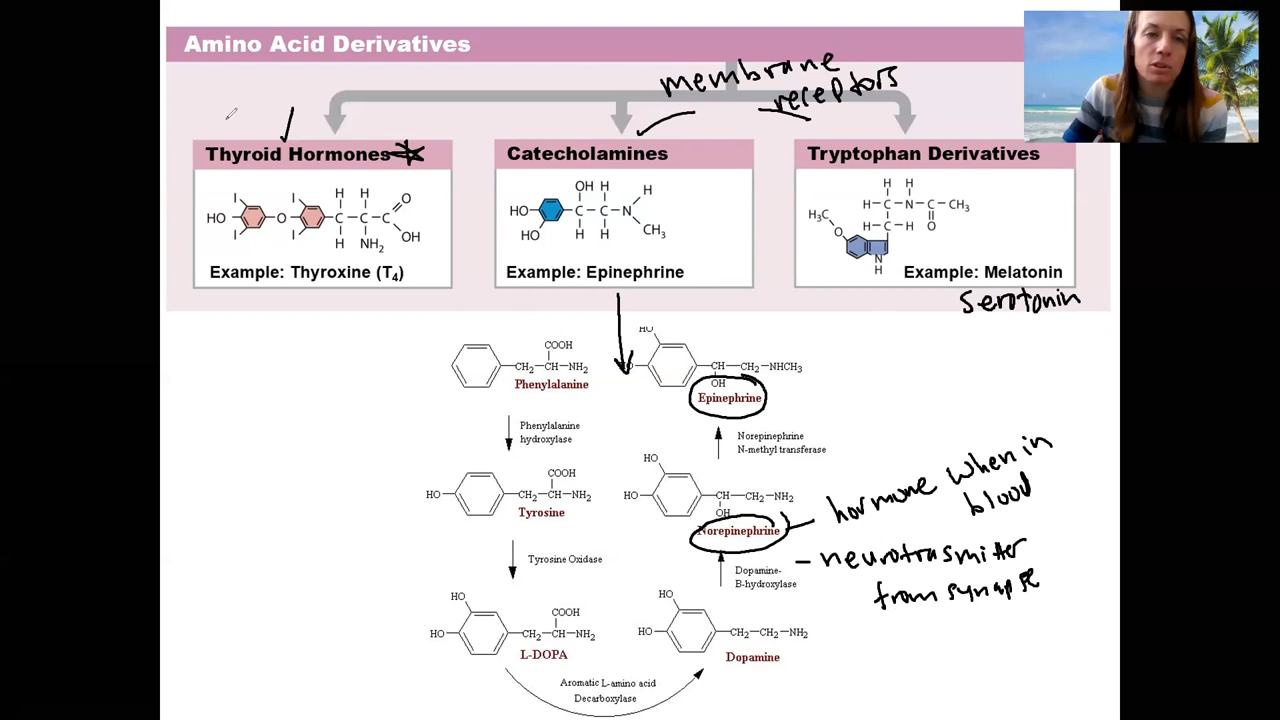 Amino Acid Derivatives
membrane
receptors
Thyroid Hormones
Catecholamines
Tryptophan Derivatives
I I H H O
HO O C C C
I I H NH₂ OH
Example: Thyroxine (T₄)
OH H H
HO C C N
HO H H CH₃
Example: Epinephrine
H H
H C N C CH₃
H₃C H C H O
O
N
H
Example: Melatonin
Serotonin
COOH
CH₂—CH—NH₂
Phenylalanine
HO
HO
CH—CH₂—NHCH₃
OH
Epinephrine
Phenylalanine
hydroxylase
Norepinephrine
N-methyl transferase
COOH
HO CH₂—CH—NH₂
Tyrosine
HO
HO CH—CH₂—NH₂
OH
Norepinephrine
hormone when in
blood
Tyrosine Oxidase
Dopamine-
B-hydroxylase
– neurotrasmitter
from synapse
HO COOH
HO CH₂—CH—NH₂
L-DOPA
HO
HO CH₂—CH₂—NH₂
Dopamine
Aromatic L-amino acid
Decarboxylase